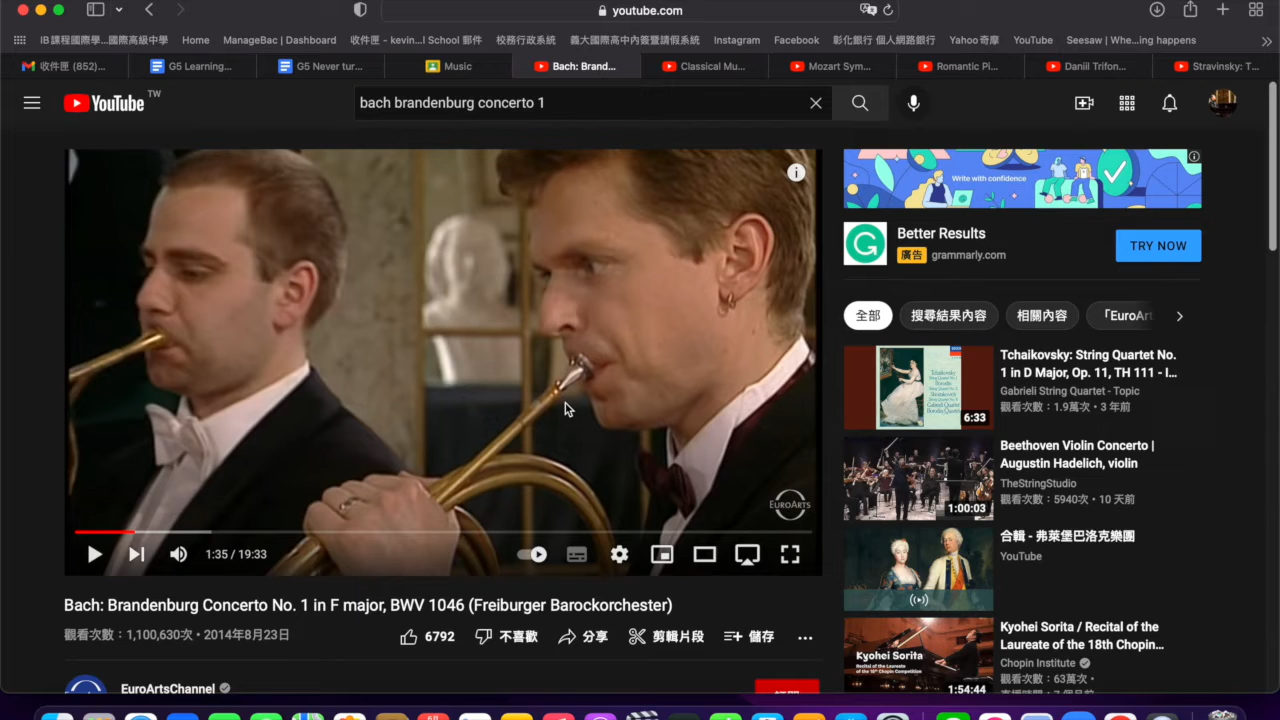 youtube.com
iB課程國際學...國際高級中學 Home ManageBac | Dashboard 收件匣 - kevin...l School 郵件 校務行政系統 義大國際高中內簽暨請假系統 Instagram Facebook 彰化銀行 個人網路銀行 Yahoo奇摩 YouTube Seesaw | Whe...ng happens
收件匣 (852)... G5 Learning... G5 Never tur... Music Bach: Brand... Classical Mu... Mozart Sym... Romantic Pi... Daniil Trifon... Stravinsky: T...
YouTube TW
bach brandenburg concerto 1
EUROARTS
1:35 / 19:33
Bach: Brandenburg Concerto No. 1 in F major, BWV 1046 (Freiburger Barockorchester)
觀看次數：1,100,630次 • 2014年8月23日
6792 不喜歡 分享 剪輯片段 儲存
EuroArtsChannel
Write with confidence
Better Results
廣告 grammarly.com
TRY NOW
全部 搜尋結果內容 相關內容 「EuroArt
Tchaikovsky: String Quartet No.
1 in D Major, Op. 11, TH 111 - I...
Gabrieli String Quartet - Topic
觀看次數：1.9萬次 • 3 年前
6:33
Beethoven Violin Concerto |
Augustin Hadelich, violin
TheStringStudio
觀看次數：5940次 • 10 天前
1:00:03
合輯 - 弗萊堡巴洛克樂團
YouTube
Kyohei Sorita / Recital of the
Laureate of the 18th Chopin...
Chopin Institute
觀看次數：63萬次 •
Kyohei Sorita
1:54:44